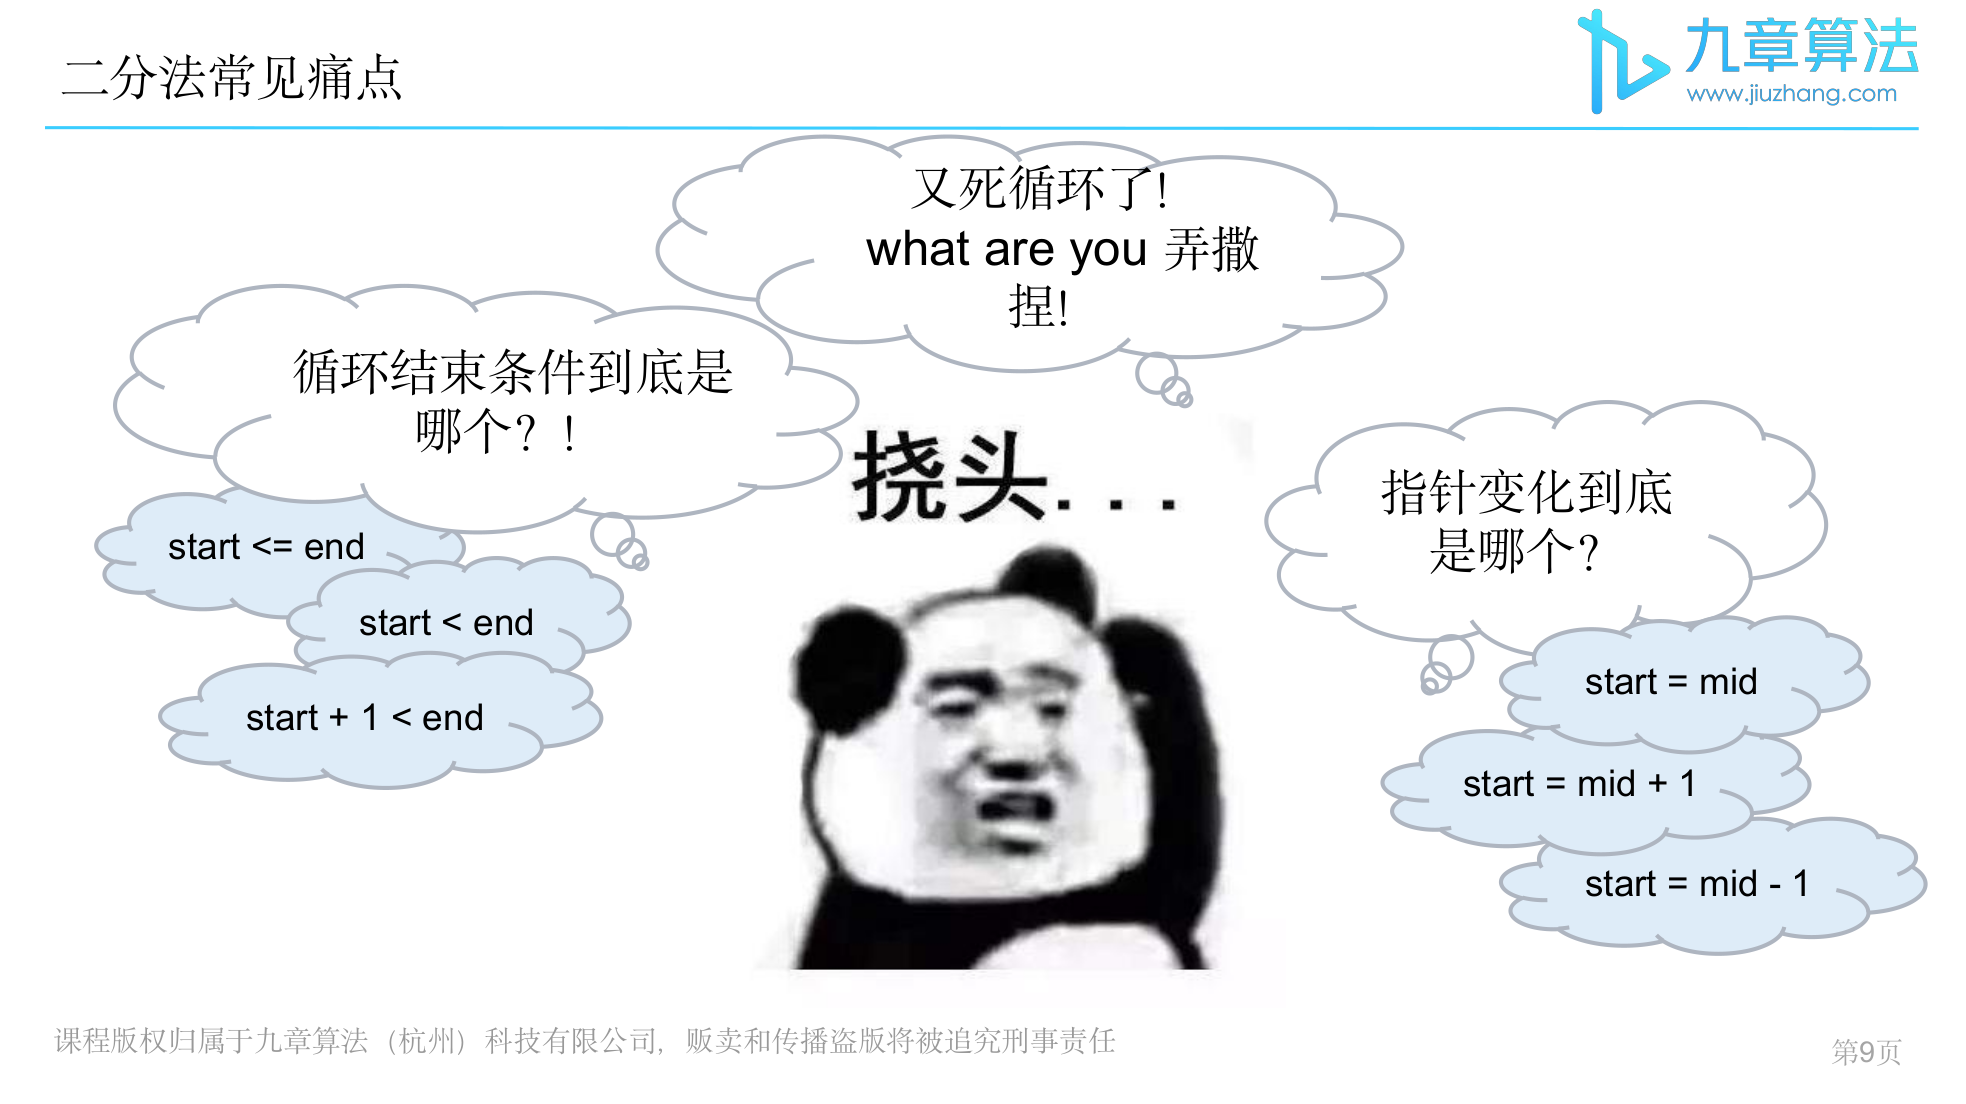 二分法常见痛点
九章算法
www.jiuzhang.com
又死循环了!
what are you 弄撒
捏!
循环结束条件到底是
哪个？！
start <= end
start < end
start + 1 < end
挠头...
指针变化到底
是哪个?
start = mid
start = mid + 1
start = mid - 1
课程版权归属于九章算法（杭州）科技有限公司，贩卖和传播盗版将被追究刑事责任
第9页